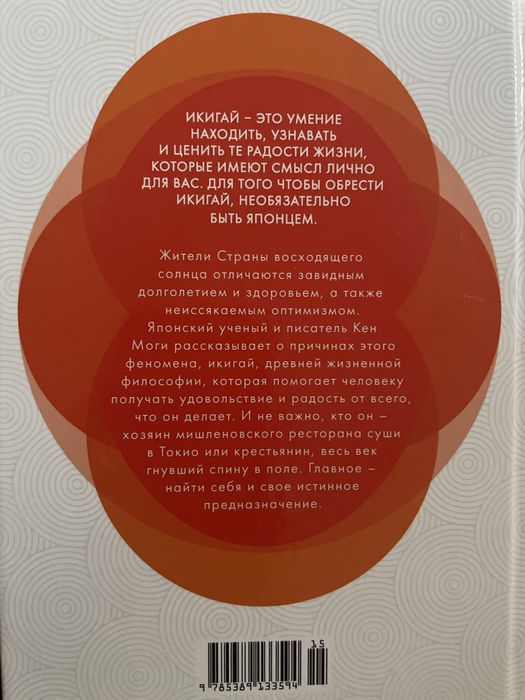 ИКИГАЙ – ЭТО УМЕНИЕ
НАХОДИТЬ, УЗНАВАТЬ
И ЦЕНИТЬ ТЕ РАДОСТИ ЖИЗНИ,
КОТОРЫЕ ИМЕЮТ СМЫСЛ ЛИЧНО
ДЛЯ ВАС. ДЛЯ ТОГО ЧТОБЫ ОБРЕСТИ
ИКИГАЙ, НЕОБЯЗАТЕЛЬНО
БЫТЬ ЯПОНЦЕМ.
Жители Страны восходящего
солнца отличаются завидным
долголетием и здоровьем, а также
неиссякаемым оптимизмом.
Японский ученый и писатель Кен
Моги рассказывает о причинах этого
феномена, икигай, древней жизненной
философии, которая помогает человеку
получать удовольствие и радость от всего,
что он делает. И не важно, кто он –
хозяин мишленовского ресторана суши
в Токио или крестьянин, весь век
гнувший спину в поле. Главное –
найти себя и свое истинное
предназначение.
15
9 785389 133594